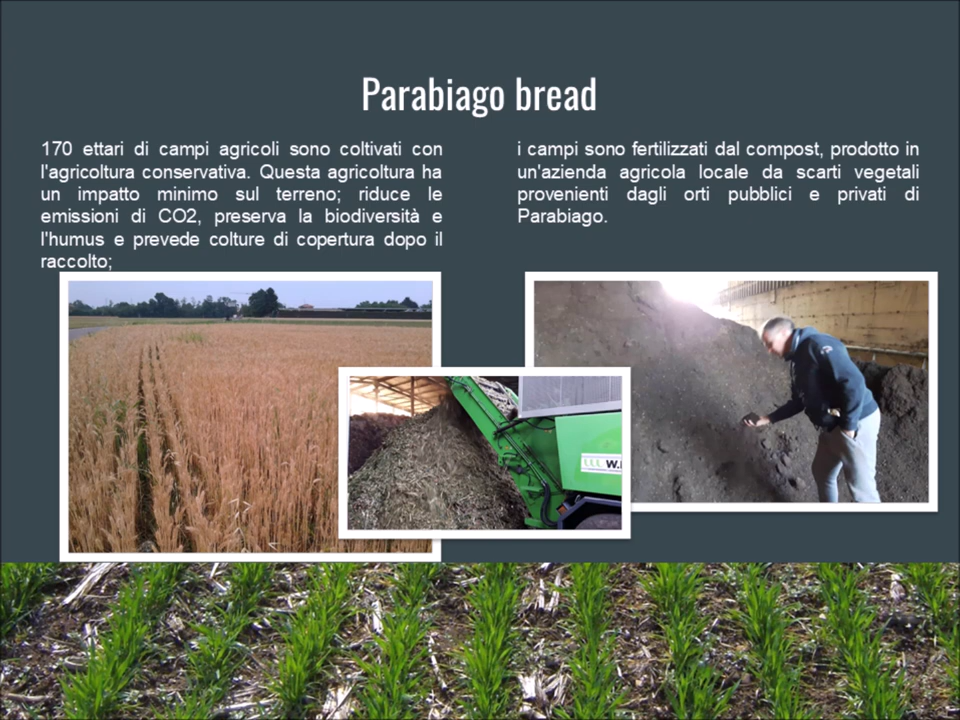 Parabiago bread
170 ettari di campi agricoli sono coltivati con
l'agricoltura conservativa. Questa agricoltura ha
un impatto minimo sul terreno; riduce le
emissioni di CO2, preserva la biodiversità e
l'humus e prevede colture di copertura dopo il
raccolto;
i campi sono fertilizzati dal compost, prodotto in
un'azienda agricola locale da scarti vegetali
provenienti dagli orti pubblici e privati di
Parabiago.